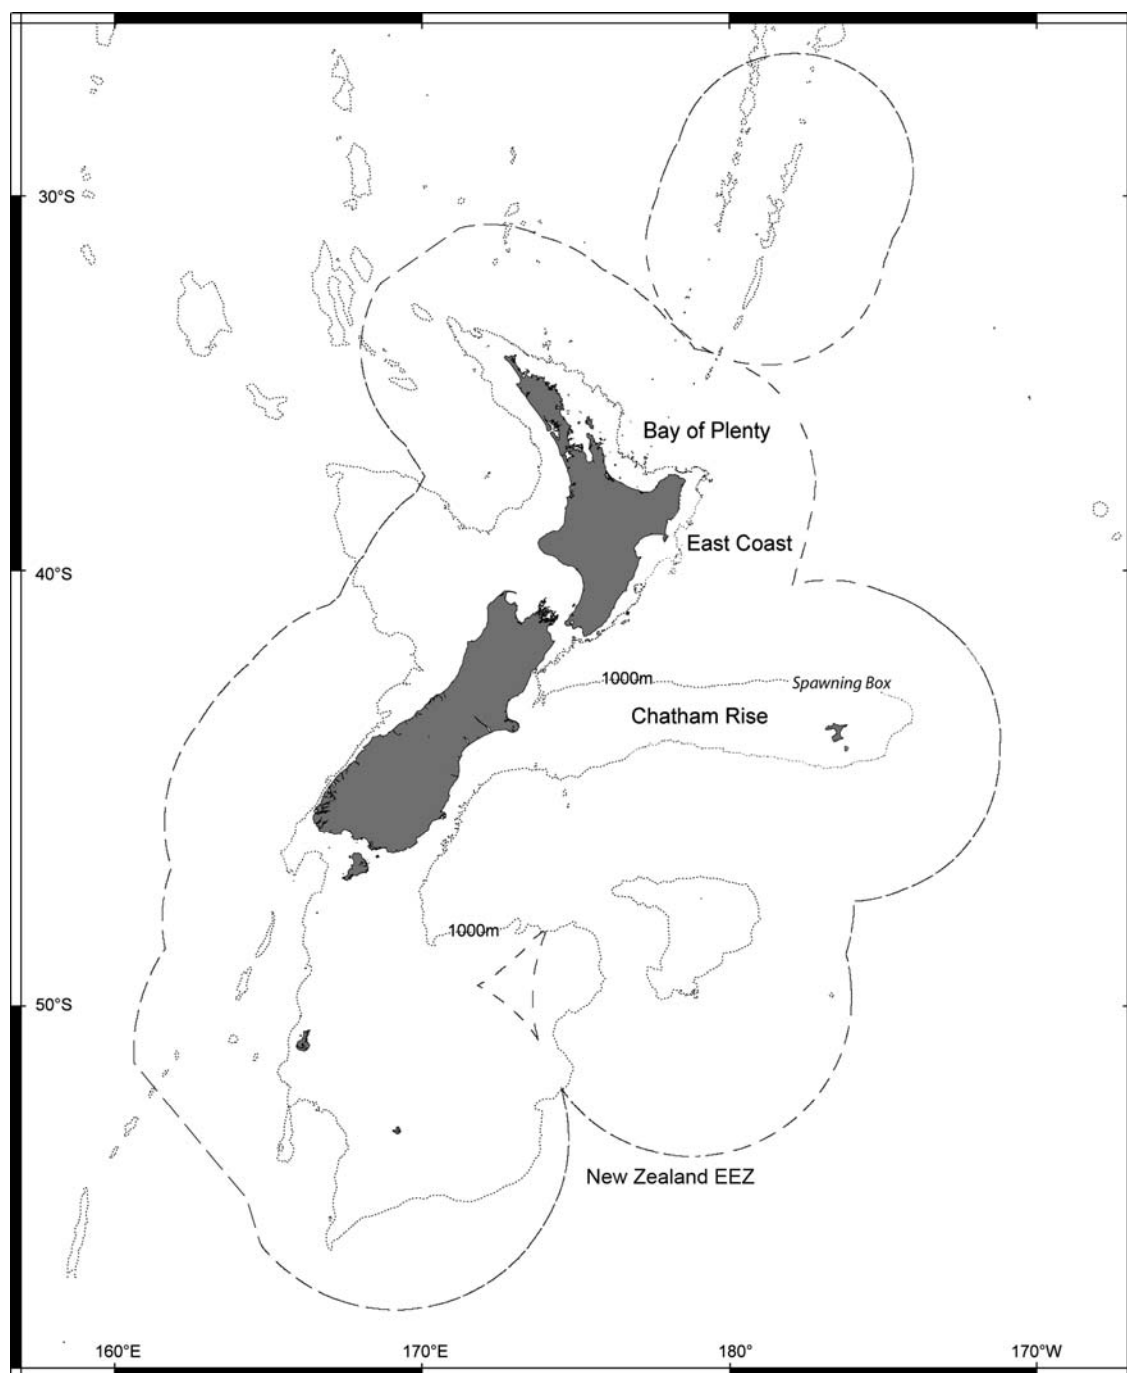 30°S
Bay of Plenty
East Coast
40°S
1000m
Spawning Box
Chatham Rise
1000m
50°S
New Zealand EEZ
160°E
170°E
180°
170°W